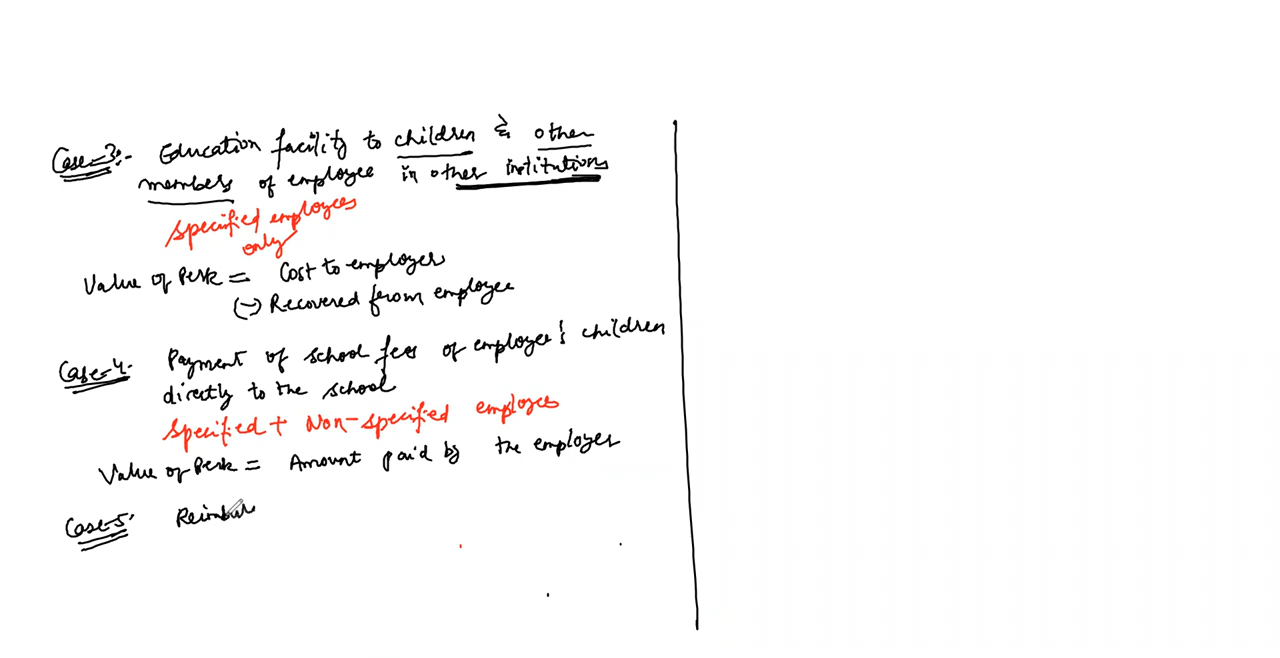 Case-3:- Education facility to children & other
members of employee in other institutions
Specified employees
only
Value of Perk = Cost to employer
(-) Recovered from employee
Case-4. Payment of school fees of employee's children
directly to the school
Specified + Non-specified employees
Value of Perk = Amount paid by the employer
Case-5. Reimbur